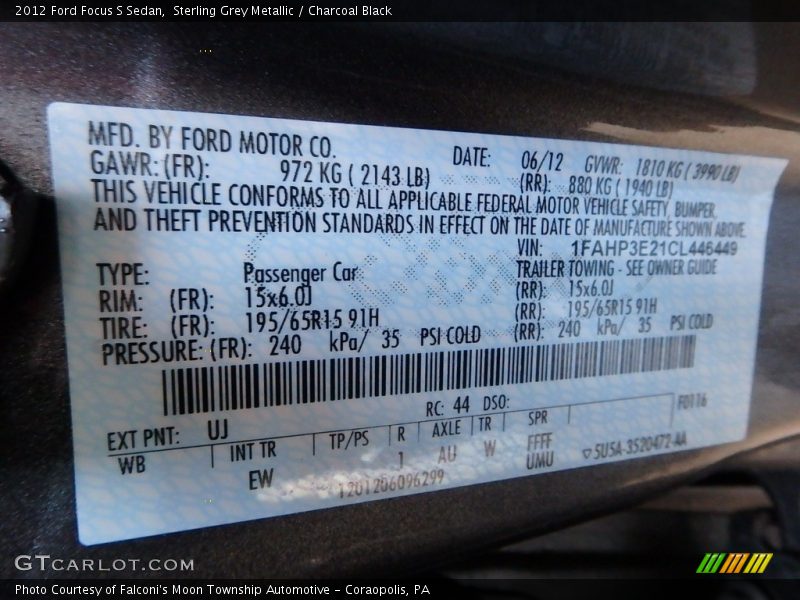 2012 Ford Focus S Sedan,  Sterling Grey Metallic / Charcoal Black
MFD. BY FORD MOTOR CO. DATE: 06/12 GVWR: 1810 KG ( 3990 LB)
GAWR: (FR): 972 KG ( 2143 LB) (RR): 880 KG ( 1940 LB)
THIS VEHICLE CONFORMS TO ALL APPLICABLE FEDERAL MOTOR VEHICLE SAFETY, BUMPER,
AND THEFT PREVENTION STANDARDS IN EFFECT ON THE DATE OF MANUFACTURE SHOWN ABOVE.
VIN: 1FAHP3E21CL446449
TYPE: Passenger Car TRAILER TOWING - SEE OWNER GUIDE
RIM: (FR): 15x6.0J (RR): 15x6.0J
TIRE: (FR): 195/65R15 91H (RR): 195/65R15 91H
PRESSURE: (FR): 240 kPa/ 35 PSI COLD (RR): 240 kPa/ 35 PSI COLD
RC: 44 DSO: F0116
EXT PNT: UJ
WB INT TR TP/PS R AXLE TR SPR
EW 1 AU W FFFF
UMU ▽5U5A-3520472-AA
1201206096299
GTCarLot.com
Photo Courtesy of Falconi's Moon Township Automotive - Coraopolis, PA